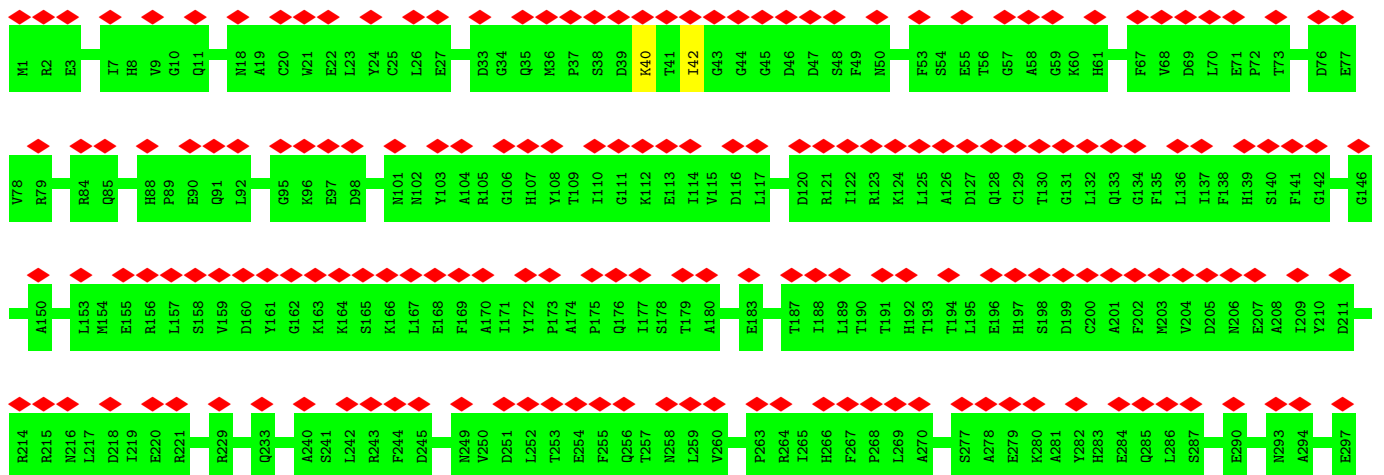 M1 R2 E3 I7 H8 V9 G10 Q11 N18 A19 C20 W21 E22 L23 Y24 C25 L26 E27 D33 G34 Q35 M36 P37 S38 D39 K40 T41 I42 G43 G44 G45 D46 D47 S48 F49 N50 F53 S54 E55 T56 G57 A58 G59 K60 H61 F67 V68 D69 L70 E71 P72 T73 D76 E77
V78 R79 R84 Q85 H88 P89 E90 Q91 L92 G95 K96 E97 D98 N101 N102 Y103 A104 R105 G106 H107 Y108 T109 I110 G111 K112 E113 I114 V115 D116 L117 D120 R121 I122 R123 K124 L125 A126 D127 Q128 C129 T130 G131 L132 Q133 G134 F135 L136 I137 F138 H139 S140 F141 G142 G146
A150 L153 M154 E155 R156 L157 S158 V159 D160 Y161 G162 K163 K164 S165 K166 L167 E168 F169 A170 I171 Y172 P173 A174 P175 Q176 I177 S178 T179 A180 E183 T187 I188 L189 T190 T191 H192 T193 T194 L195 E196 H197 S198 D199 C200 A201 F202 M203 V204 D205 N206 E207 A208 I209 Y210 D211
R214 R215 N216 L217 D218 I219 E220 R221 R229 Q233 A240 S241 L242 R243 F244 D245 N249 V250 D251 L252 T253 E254 F255 Q256 T257 N258 L259 V260 P263 R264 I265 H266 F267 P268 L269 A270 S277 A278 E279 K280 A281 Y282 H283 E284 Q285 L286 S287 E290 N293 A294 E297